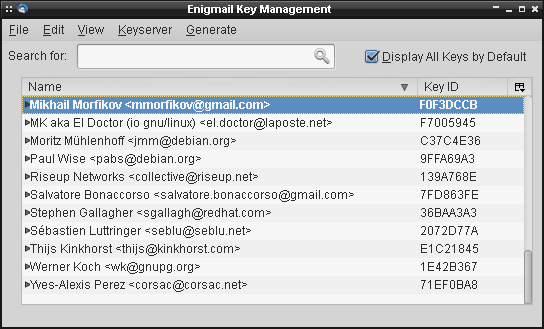 Enigmail Key Management
File Edit View Keyserver Generate
Search for: Display All Keys by Default
Name Key ID
Mikhail Morfikov <mmorfikov@gmail.com> F0F3DCCB
MK aka El Doctor (io gnu/linux) <el.doctor@laposte.net> F7005945
Moritz Mühlenhoff <jmm@debian.org> C37C4E36
Paul Wise <pabs@debian.org> 9FFA69A3
Riseup Networks <collective@riseup.net> 139A768E
Salvatore Bonaccorso <salvatore.bonaccorso@gmail.com> 7FD863FE
Stephen Gallagher <sgallagh@redhat.com> 36BAA3A3
Sébastien Luttringer <seblu@seblu.net> 2072D77A
Thijs Kinkhorst <thijs@kinkhorst.com> E1C21845
Werner Koch <wk@gnupg.org> 1E42B367
Yves-Alexis Perez <corsac@corsac.net> 71EF0BA8